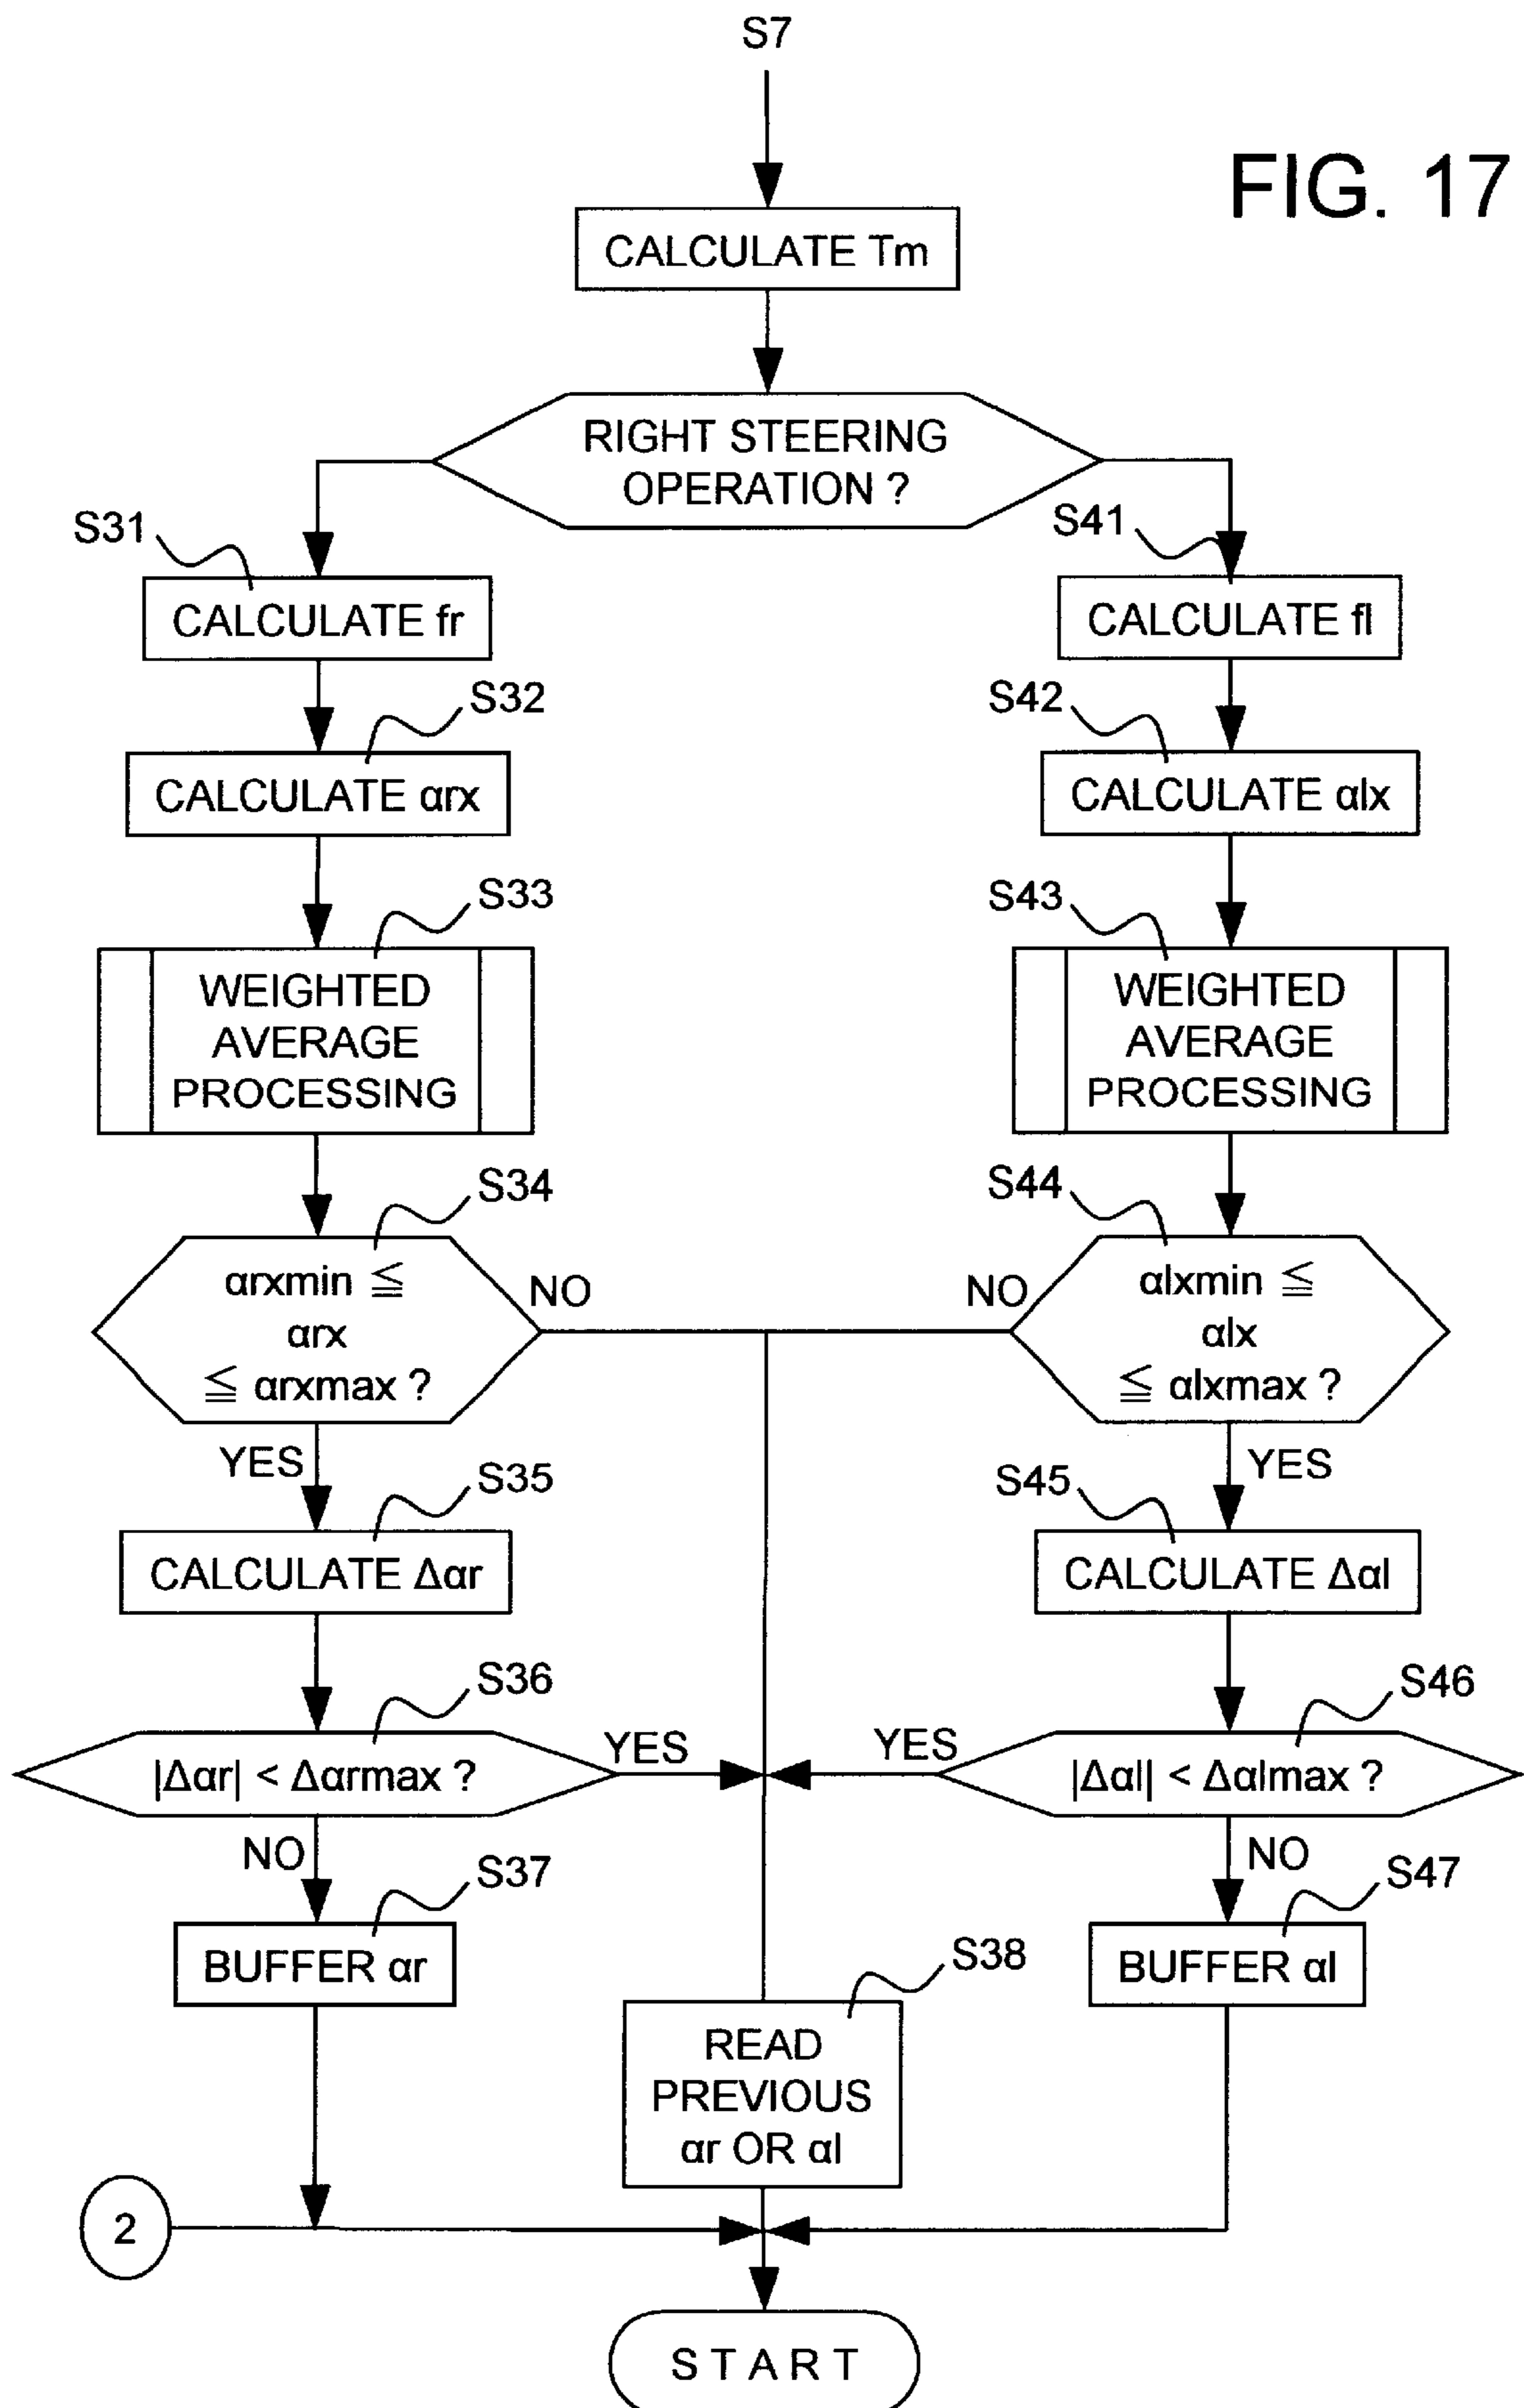 S7
FIG. 17
CALCULATE Tm
RIGHT STEERING
OPERATION ?
S31
CALCULATE fr
S32
CALCULATE αrx
S33
WEIGHTED
AVERAGE
PROCESSING
S34
αrxmin ≦
αrx
≦ αrxmax ?
NO
YES
S35
CALCULATE Δαr
S36
|Δαr| < Δαrmax ?
YES
NO
S37
BUFFER αr
S41
CALCULATE fl
S42
CALCULATE αlx
S43
WEIGHTED
AVERAGE
PROCESSING
S44
αlxmin ≦
αlx
≦ αlxmax ?
NO
YES
S45
CALCULATE Δαl
S46
|Δαl| < Δαlmax ?
YES
NO
S47
BUFFER αl
S38
READ
PREVIOUS
αr OR αl
2
START